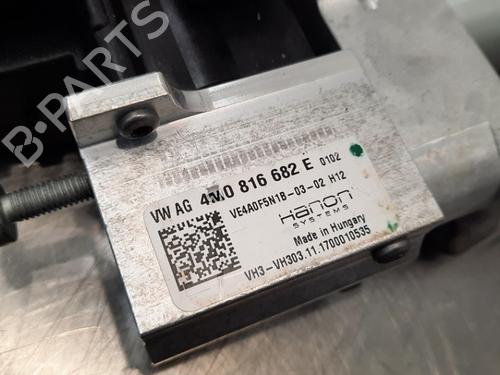 B-PARTS
VW AG 4M0 816 682 E 0102
VE4A0F5N1B-03-02 H12
Hanon
SYSTEMS
Made in Hungary
VH3-VH303.11.1700010535